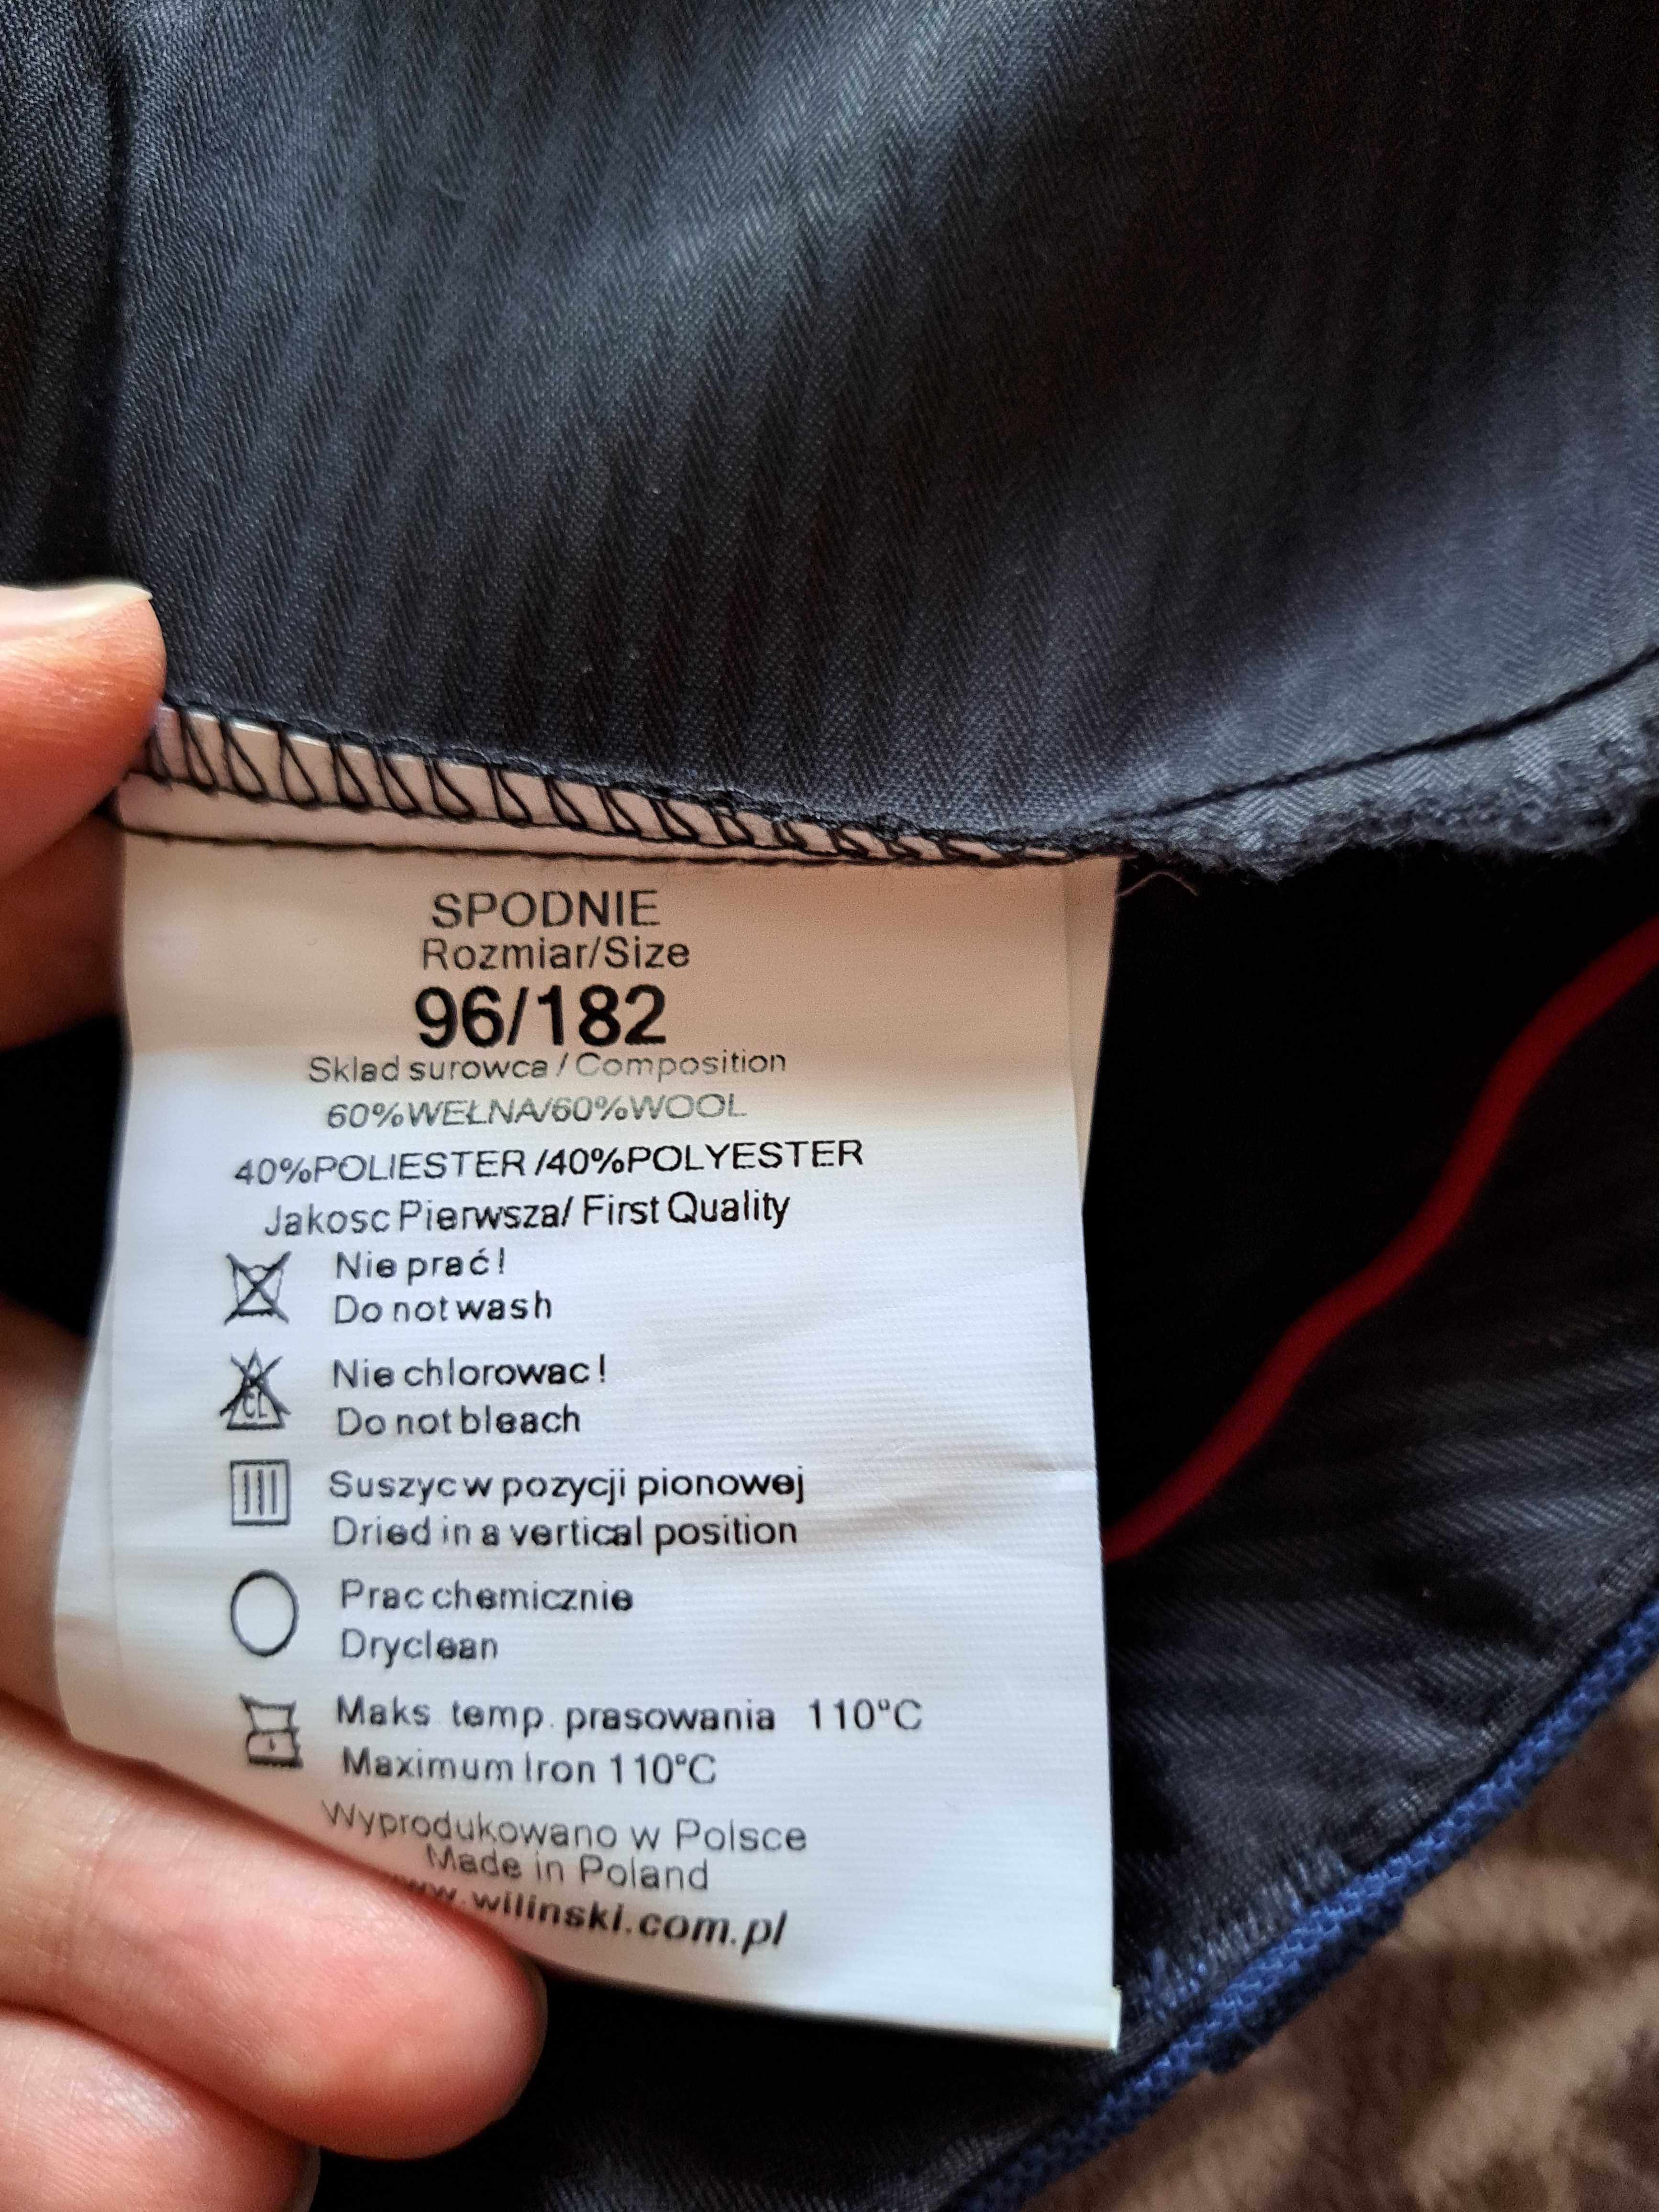 SPODNIE
Rozmiar/Size
96/182
Sklad surowca / Composition
60%WEŁNA/60%WOOL
40%POLIESTER /40%POLYESTER
Jakosc Pierwsza/ First Quality
Nie prać!
Do not wash
CL
Nie chlorowac!
Do not bleach
Suszyc w pozycji pionowej
Dried in a vertical position
Prac chemicznie
Dryclean
Maks. temp. prasowania 110°C
Maximum Iron 110°C
Wyprodukowano w Polsce
Made in Poland
www.wilinski.com.pl